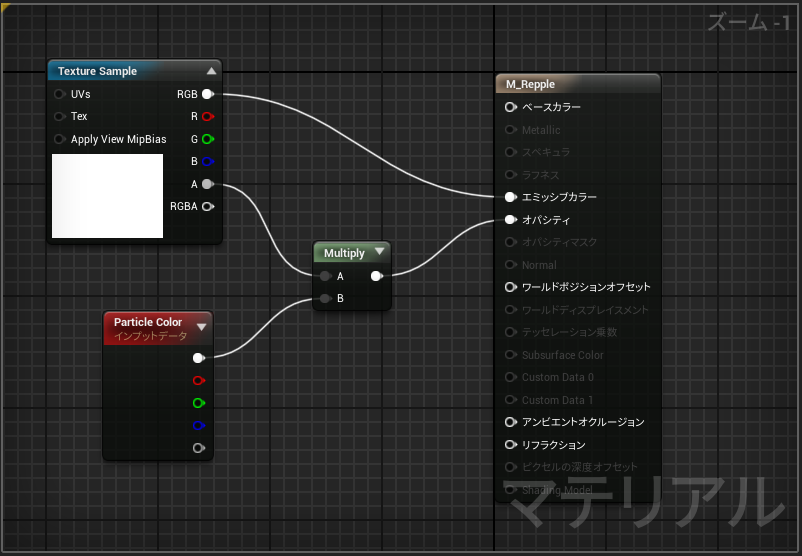 ズーム -1
Texture Sample
UVs
RGB
Tex
R
Apply View MipBias
G
B
A
RGBA
M_Repple
ベースカラー
Metallic
スペキュラ
ラフネス
エミッシブカラー
オパシティ
オパシティマスク
Normal
ワールドポジションオフセット
ワールドディスプレイスメント
テッセレーション乗数
Subsurface Color
Custom Data 0
Custom Data 1
アンビエントオクルージョン
リフラクション
ピクセルの深度オフセット
Shading Model
Multiply
A
B
Particle Color
インプットデータ
マテリアル